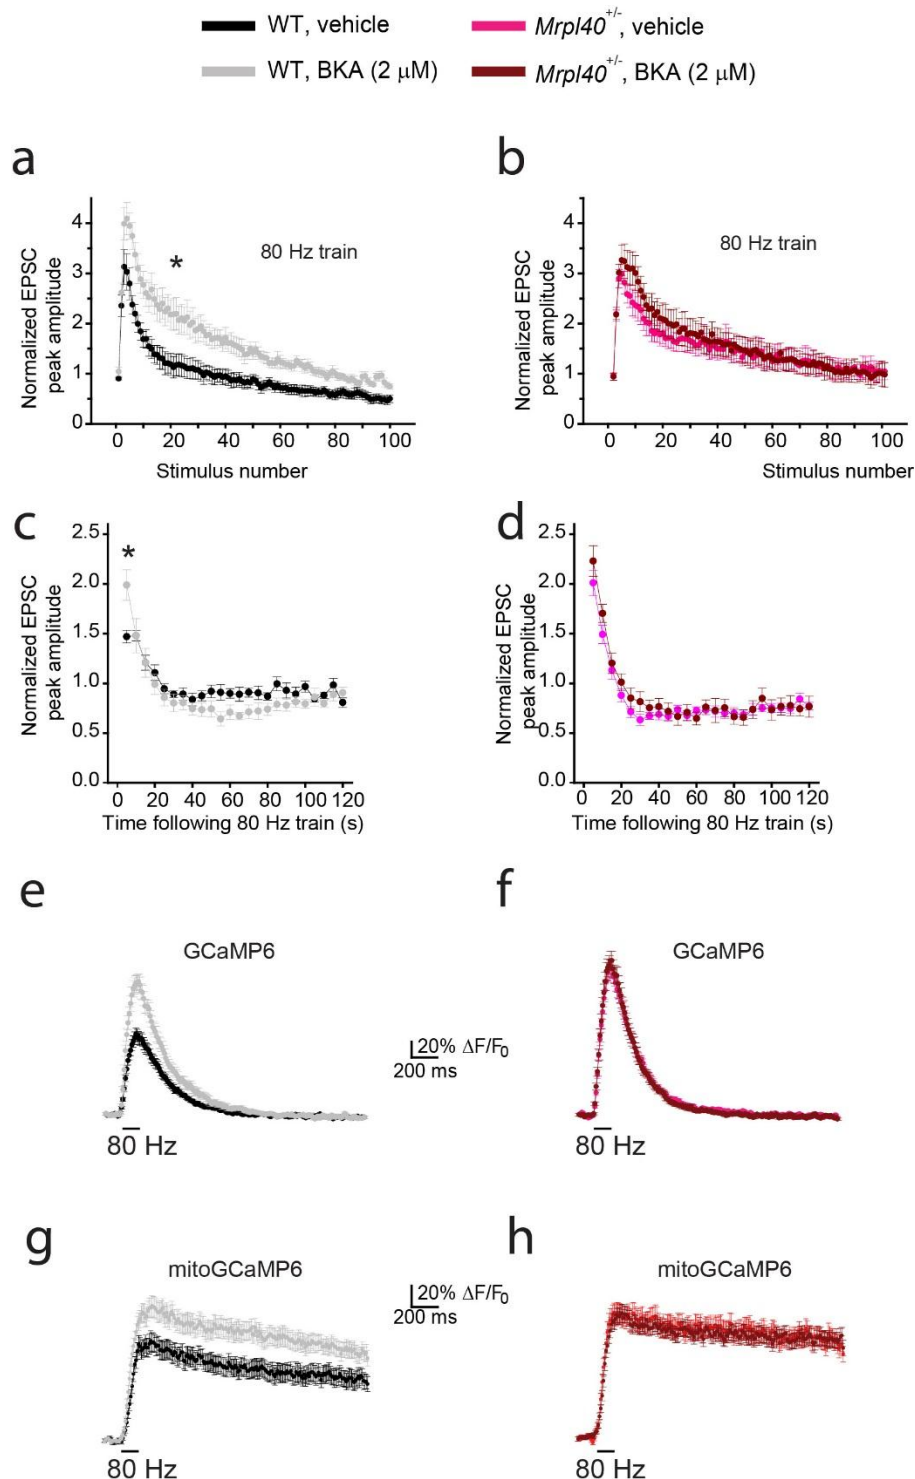 WT, vehicle
Mrpl40+/-, vehicle
WT, BKA (2 μM)
Mrpl40+/-, BKA (2 μM)
a
b
Normalized EPSC
peak amplitude
4
3
2
1
0
*
80 Hz train
0 20 40 60 80 100
Stimulus number
Normalized EPSC
peak amplitude
4
3
2
1
0
80 Hz train
0 20 40 60 80 100
Stimulus number
c
d
Normalized EPSC
peak amplitude
2.5
2.0
1.5
1.0
0.5
0.0
*
0 20 40 60 80 100 120
Time following 80 Hz train (s)
Normalized EPSC
peak amplitude
2.5
2.0
1.5
1.0
0.5
0.0
0 20 40 60 80 100 120
Time following 80 Hz train (s)
e
f
GCaMP6
GCaMP6
20% ΔF/F0
200 ms
80 Hz
80 Hz
g
h
mitoGCaMP6
mitoGCaMP6
20% ΔF/F0
200 ms
80 Hz
80 Hz